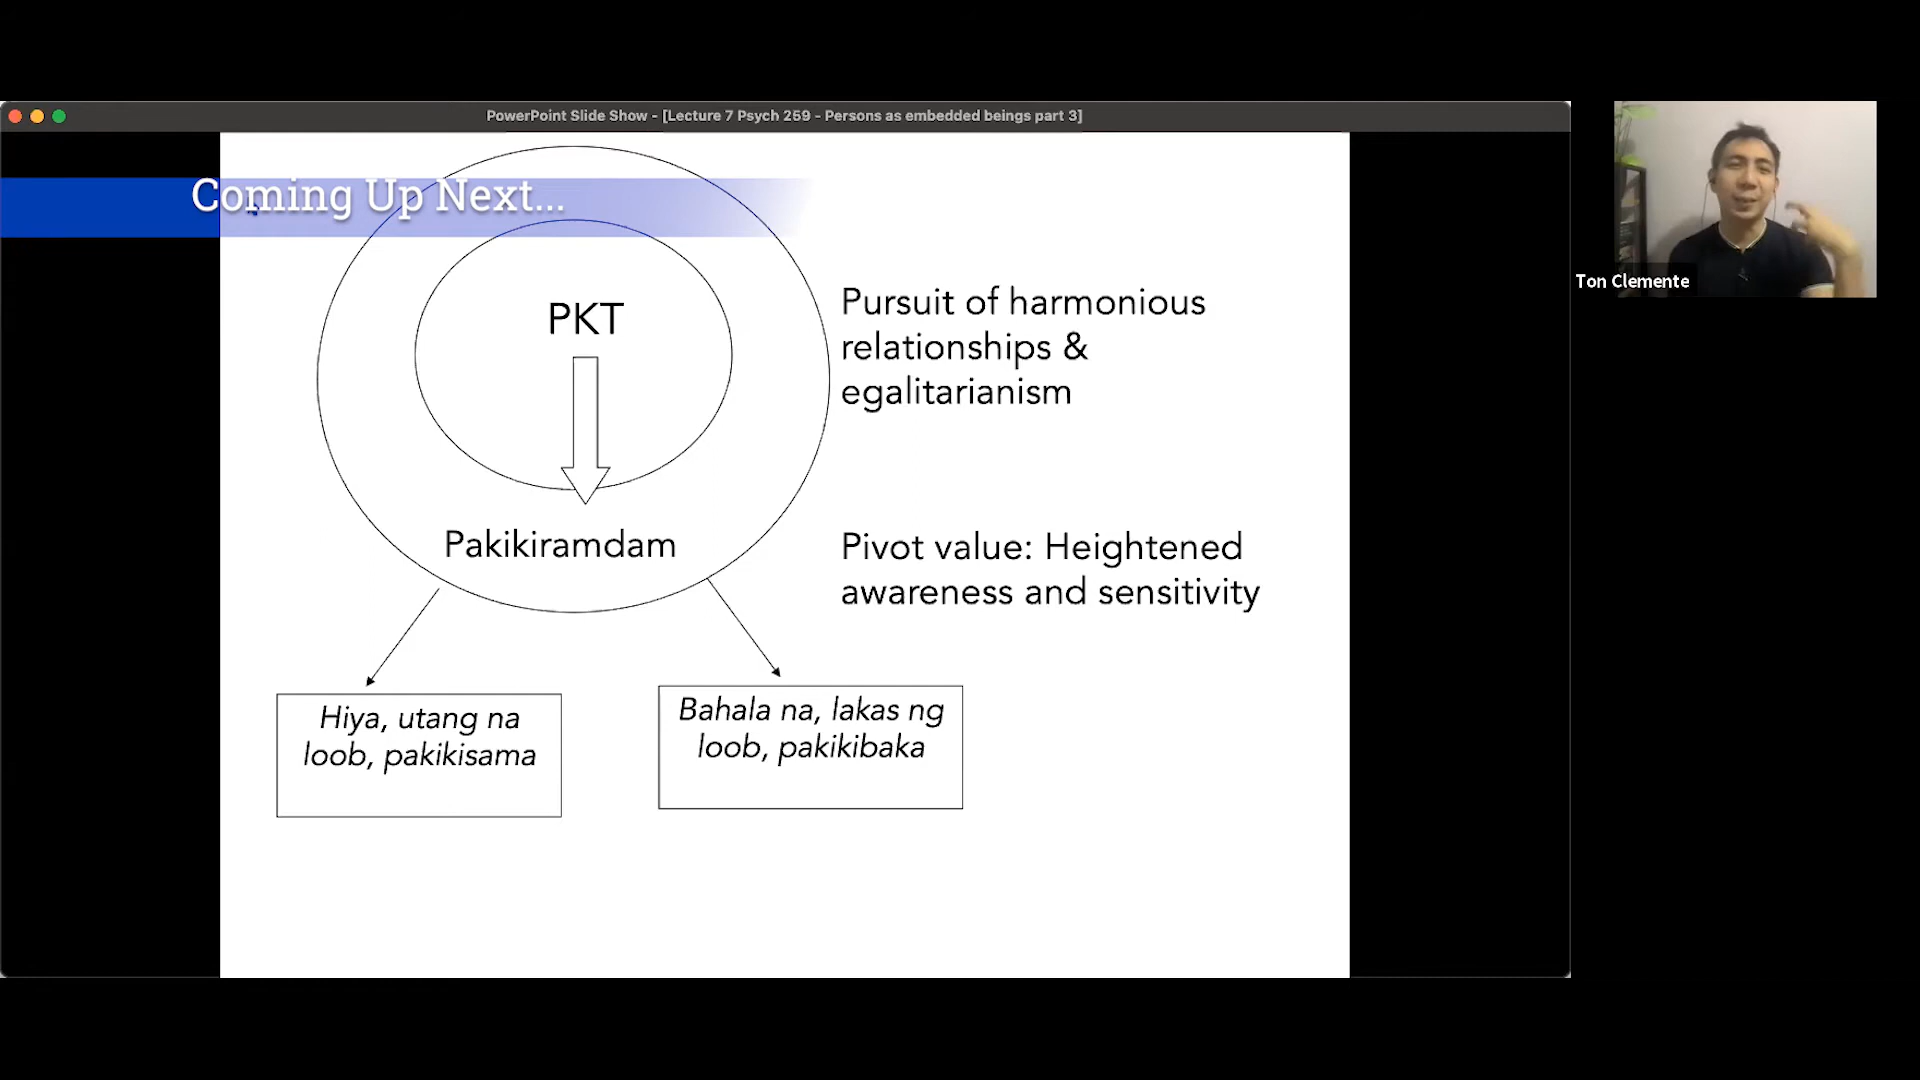 PowerPoint Slide Show - [Lecture 7 Psych 259 - Persons as embedded beings part 3]
Coming Up Next...
PKT
Pursuit of harmonious
relationships &
egalitarianism
Pakikiramdam
Pivot value: Heightened
awareness and sensitivity
Hiya, utang na
loob, pakikisama
Bahala na, lakas ng
loob, pakikibaka
Ton Clemente